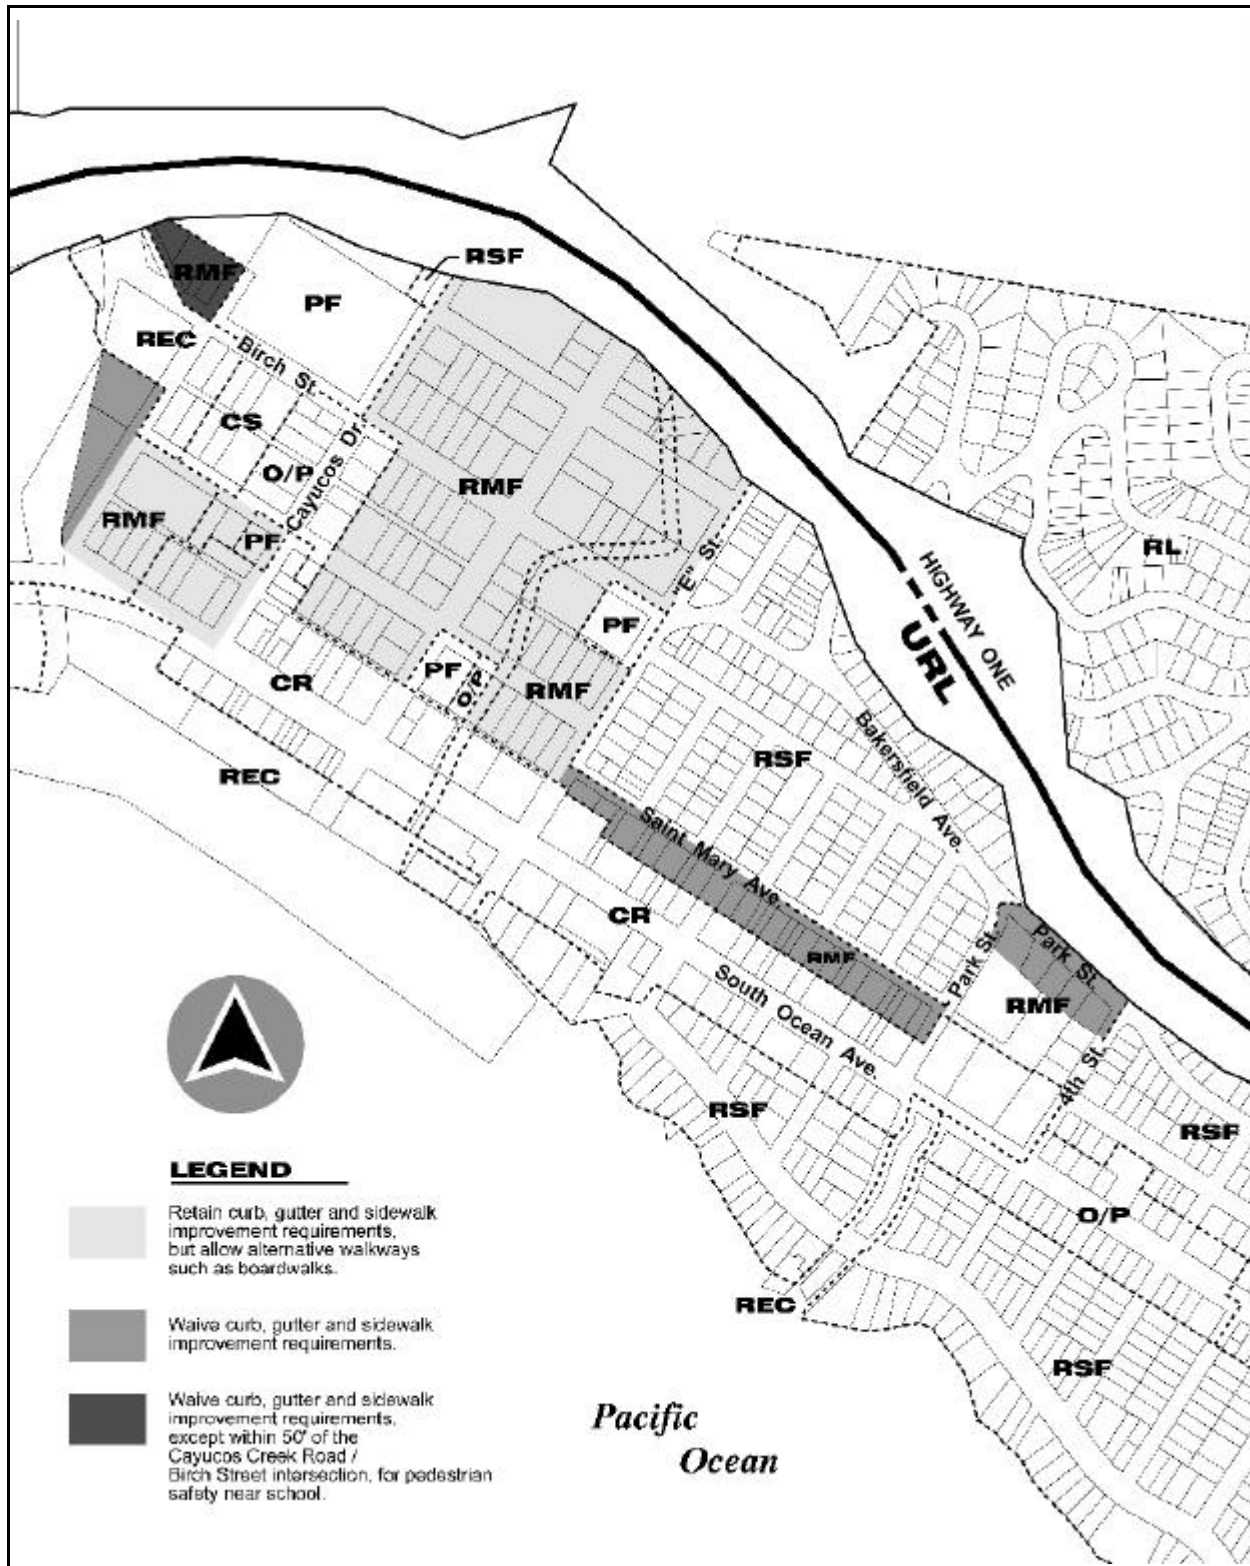 RSF
RMF
PF
REC
Birch St.
CS
Cayucos Dr.
O/P
RMF
RMF
PF
"E" St.
RL
HIGHWAY ONE
URL
PF
PF
O/P
RMF
CR
REC
RSF
Bakersfield Ave.
Saint Mary Ave.
CR
RMF
Park St.
Park St.
RMF
South Ocean Ave.
4th St.
RSF
RSF
O/P
REC
RSF
LEGEND
Retain curb, gutter and sidewalk
improvement requirements,
but allow alternative walkways
such as boardwalks.
Waive curb, gutter and sidewalk
improvement requirements.
Waive curb, gutter and sidewalk
improvement requirements,
except within 50' of the
Cayucos Creek Road /
Birch Street intersection, for pedestrian
safety near school.
Pacific
Ocean